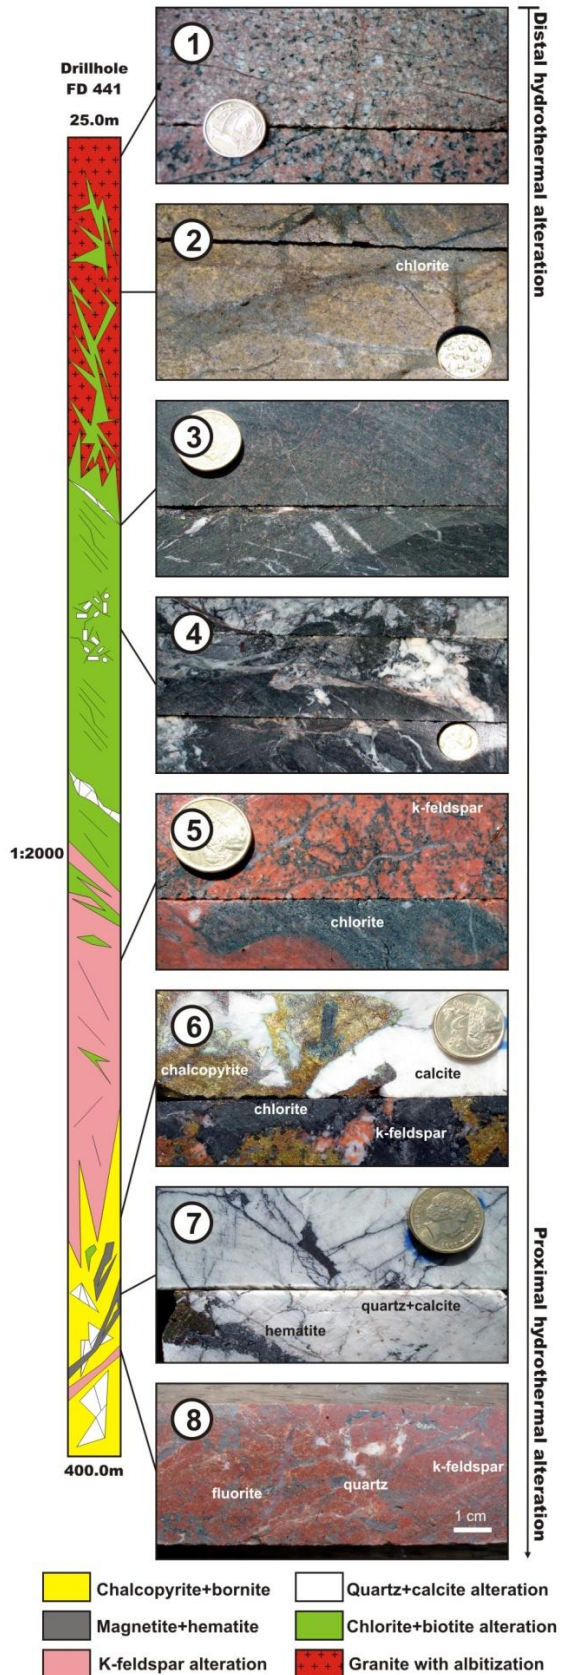 Drillhole
FD 441
25.0m
1:2000
400.0m
1
2
chlorite
3
4
5
k-feldspar
chlorite
6
chalcopyrite
calcite
chlorite
k-feldspar
7
quartz+calcite
hematite
8
k-feldspar
quartz
fluorite
1 cm
Distal hydrothermal alteration
Proximal hydrothermal alteration
Chalcopyrite+bornite
Quartz+calcite alteration
Magnetite+hematite
Chlorite+biotite alteration
K-feldspar alteration
Granite with albitization